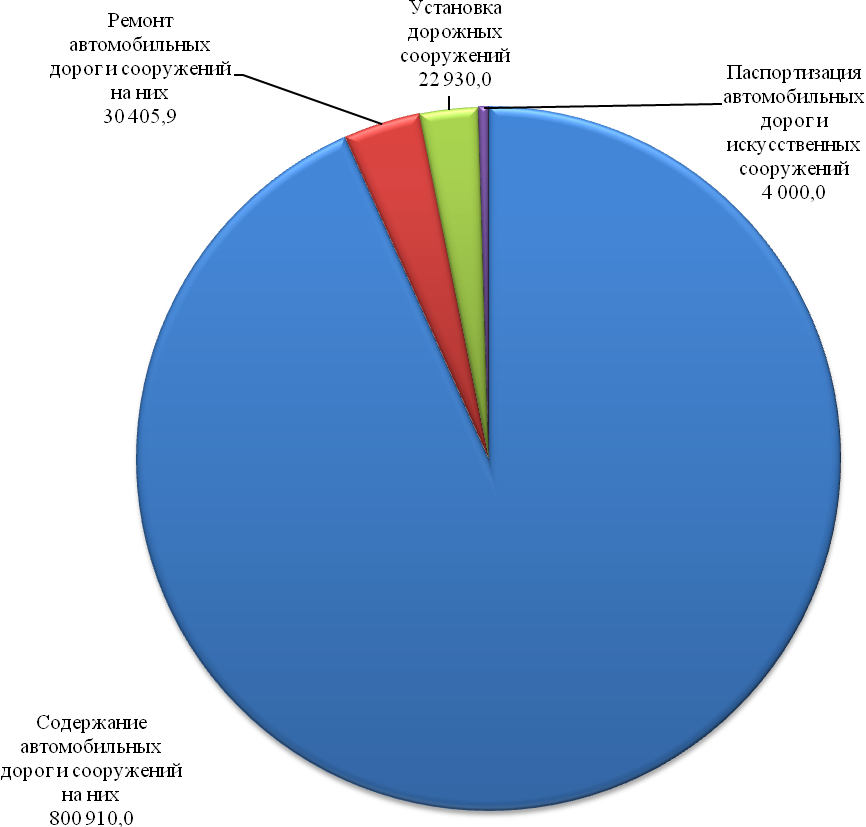 Ремонт
автомобильных
дорог и сооружений
на них
30 405,9
Установка
дорожных
сооружений
22 930,0
Паспортизация
автомобильных
дорог и
искусственных
сооружений
4 000,0
Содержание
автомобильных
дорог и сооружений
на них
800 910,0